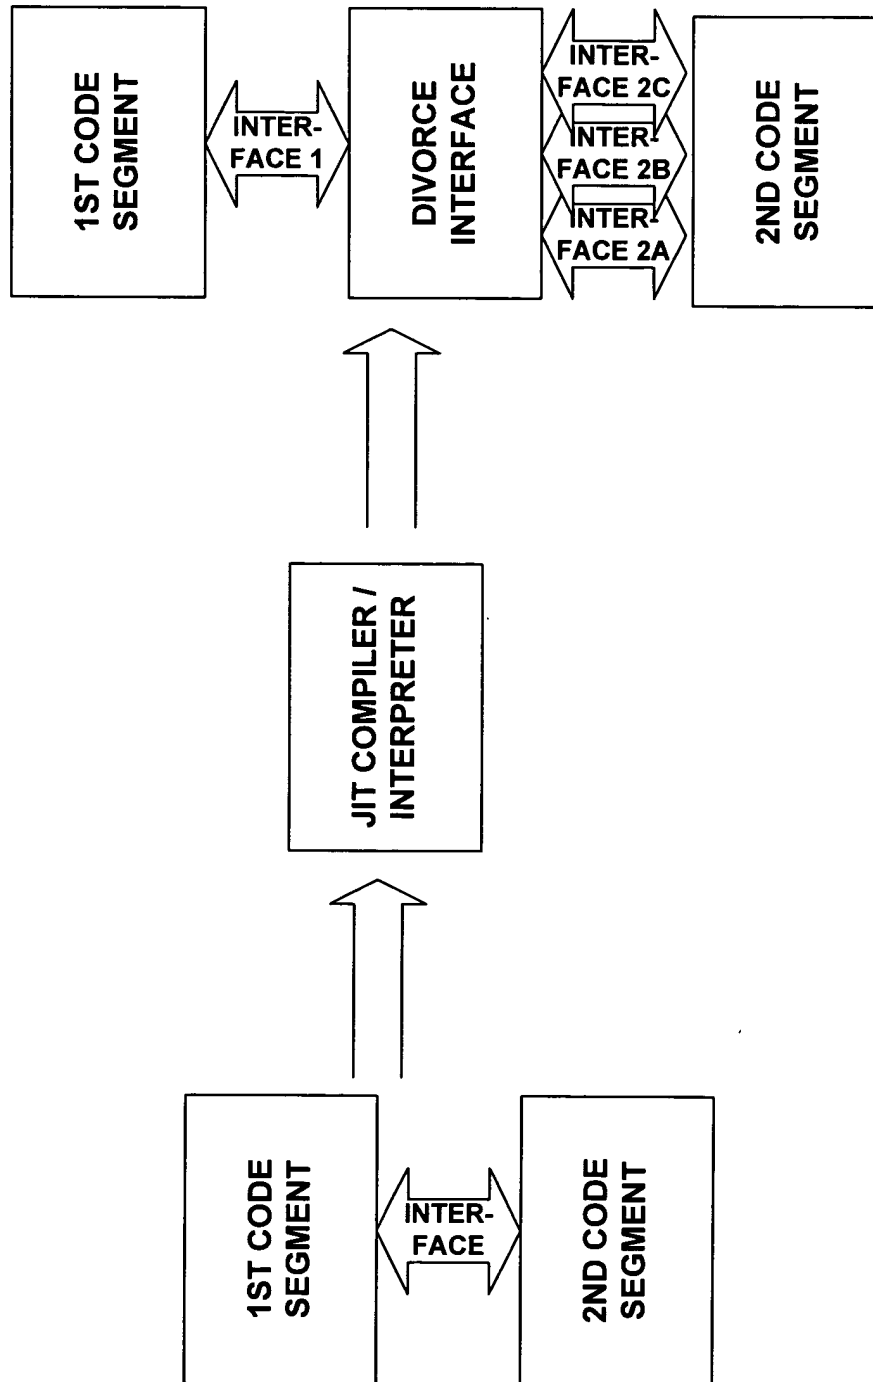 1ST CODE
SEGMENT
INTER-
FACE 1
DIVORCE
INTERFACE
INTER-
FACE 2C
INTER-
FACE 2B
INTER-
FACE 2A
2ND CODE
SEGMENT
JIT COMPILER /
INTERPRETER
1ST CODE
SEGMENT
INTER-
FACE
2ND CODE
SEGMENT